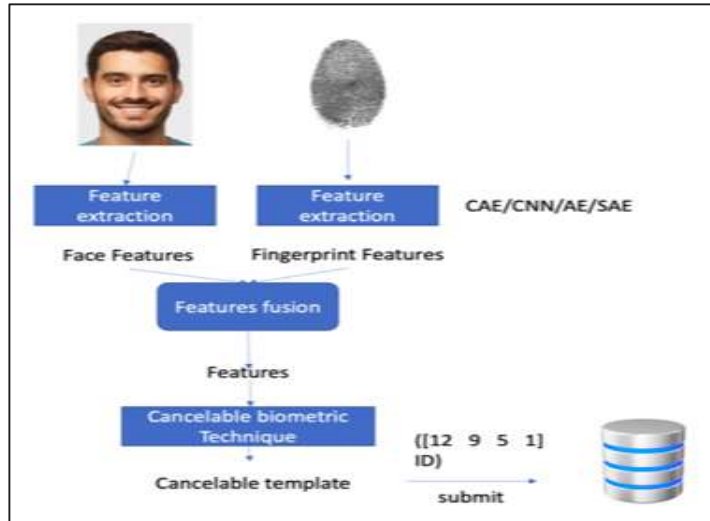 Feature
extraction
Feature
extraction
CAE/CNN/AE/SAE
Face Features
Fingerprint Features
Features fusion
Features
Cancelable biometric
Technique
([12 9 5 1]
ID)
Cancelable template
submit